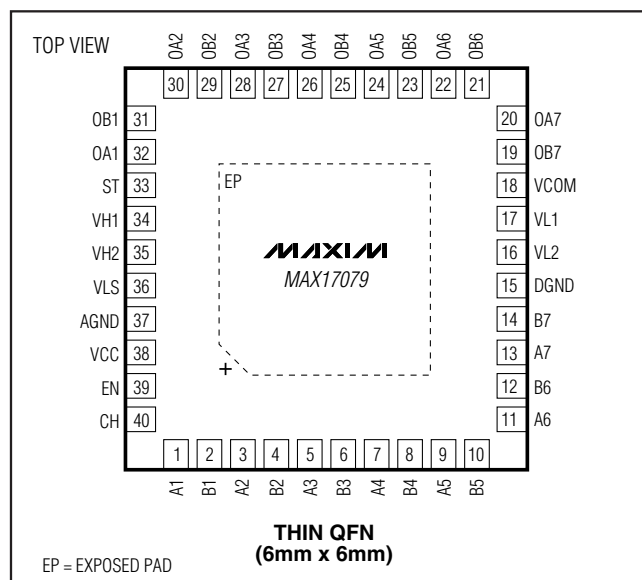 TOP VIEW
OA2 OB2 OA3 OB3 OA4 OB4 OA5 OB5 OA6 OB6
30 29 28 27 26 25 24 23 22 21
OB1 31 20 OA7
OA1 32 19 OB7
ST 33 EP 18 VCOM
VH1 34 17 VL1
VH2 35 MAXIM 16 VL2
MAX17079
VLS 36 15 DGND
AGND 37 14 B7
VCC 38 13 A7
+
EN 39 12 B6
CH 40 11 A6
1 2 3 4 5 6 7 8 9 10
A1 B1 A2 B2 A3 B3 A4 B4 A5 B5
THIN QFN
(6mm x 6mm)
EP = EXPOSED PAD